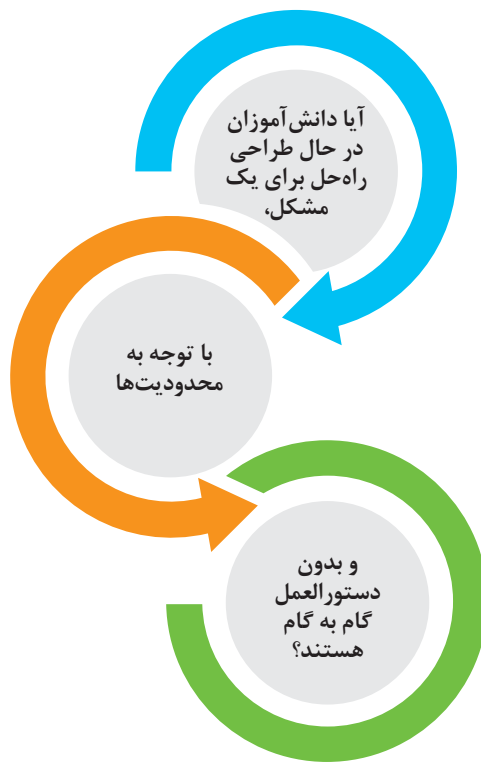 آیا دانش‌آموزان
در حال طراحی
راه‌حل برای یک
مشکل،
با توجه به
محدودیت‌ها
و بدون
دستورالعمل
گام به گام
هستند؟